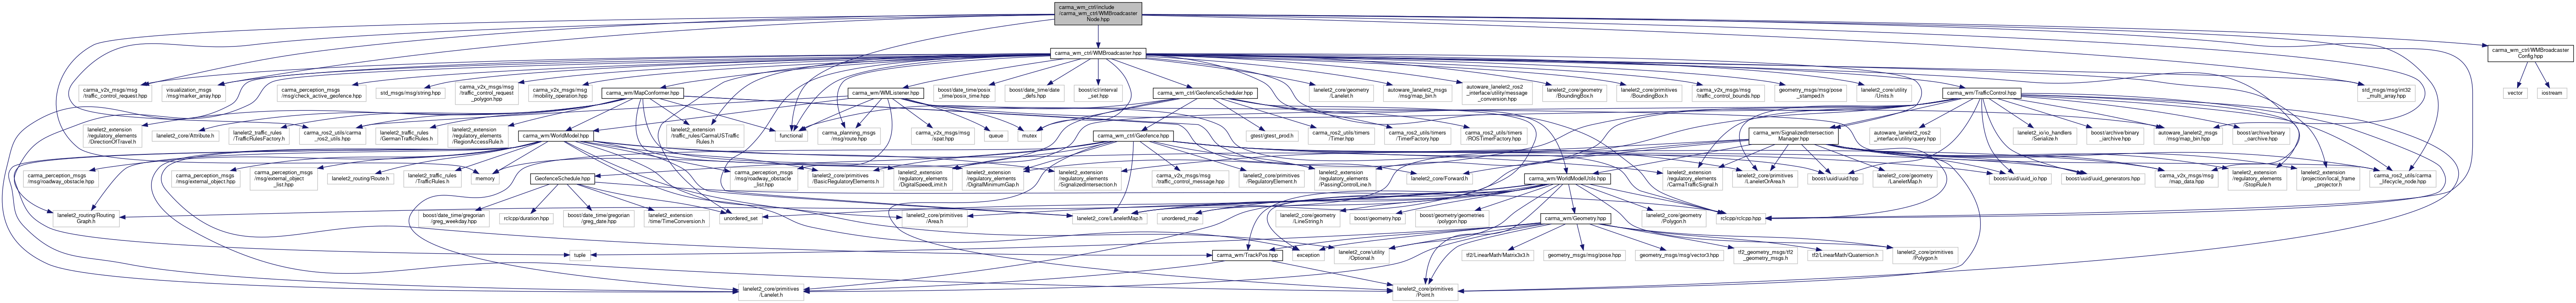 carma_wm_ctrl/include
/carma_wm_ctrl/WMBroadcaster
Node.hpp
carma_wm_ctrl/WMBroadcaster.hpp
carma_wm_ctrl/WMBroadcaster
Config.hpp
carma_v2x_msgs/msg
/traffic_control_request.hpp
visualization_msgs
/msg/marker_array.hpp
carma_perception_msgs
/msg/check_active_geofence.hpp
std_msgs/msg/string.hpp
carma_v2x_msgs/msg
/traffic_control_request
_polygon.hpp
carma_v2x_msgs/msg
/mobility_operation.hpp
carma_wm/MapConformer.hpp
carma_wm/WMListener.hpp
boost/date_time/posix
_time/posix_time.hpp
boost/date_time/date
_defs.hpp
boost/icl/interval
_set.hpp
carma_wm_ctrl/GeofenceScheduler.hpp
lanelet2_core/geometry
/Lanelet.h
autoware_lanelet2_msgs
/msg/map_bin.hpp
autoware_lanelet2_ros2
_interface/utility/message
_conversion.hpp
lanelet2_core/geometry
/BoundingBox.h
lanelet2_core/primitives
/BoundingBox.h
carma_v2x_msgs/msg
/traffic_control_bounds.hpp
geometry_msgs/msg/pose
_stamped.h
lanelet2_core/utility
/Units.h
carma_wm/TrafficControl.hpp
std_msgs/msg/int32
_multi_array.hpp
vector
iostream
lanelet2_extension
/regulatory_elements
/DirectionOfTravel.h
lanelet2_core/Attribute.h
lanelet2_traffic_rules
/TrafficRulesFactory.h
carma_ros2_utils/carma
_ros2_utils.hpp
lanelet2_traffic_rules
/GermanTrafficRules.h
lanelet2_extension
/regulatory_elements
/RegionAccessRule.h
carma_wm/WorldModel.hpp
lanelet2_extension
/traffic_rules/CarmaUSTraffic
Rules.h
functional
carma_planning_msgs
/msg/route.hpp
carma_v2x_msgs/msg
/spat.hpp
queue
mutex
carma_wm_ctrl/Geofence.hpp
gtest/gtest_prod.h
carma_ros2_utils/timers
/Timer.hpp
carma_ros2_utils/timers
/TimerFactory.hpp
carma_ros2_utils/timers
/ROSTimerFactory.hpp
carma_wm/SignalizedIntersection
Manager.hpp
autoware_lanelet2_ros2
_interface/utility/query.hpp
lanelet2_io/io_handlers
/Serialize.h
boost/archive/binary
_iarchive.hpp
autoware_lanelet2_msgs
/msg/map_bin.hpp
boost/archive/binary
_oarchive.hpp
carma_perception_msgs
/msg/roadway_obstacle.hpp
carma_perception_msgs
/msg/external_object.hpp
carma_perception_msgs
/msg/external_object
_list.hpp
lanelet2_routing/Route.h
lanelet2_traffic_rules
/TrafficRules.h
memory
GeofenceSchedule.hpp
carma_perception_msgs
/msg/roadway_obstacle
_list.hpp
lanelet2_core/primitives
/BasicRegulatoryElements.h
lanelet2_extension
/regulatory_elements
/DigitalSpeedLimit.h
lanelet2_extension
/regulatory_elements
/DigitalMinimumGap.h
lanelet2_extension
/regulatory_elements
/SignalizedIntersection.h
carma_v2x_msgs/msg
/traffic_control_message.hpp
lanelet2_core/primitives
/RegulatoryElement.h
lanelet2_extension
/regulatory_elements
/PassingControlLine.h
lanelet2_core/Forward.h
carma_wm/WorldModelUtils.hpp
lanelet2_extension
/regulatory_elements
/CarmaTrafficSignal.h
lanelet2_core/primitives
/LaneletOrArea.h
boost/uuid/uuid.hpp
lanelet2_core/geometry
/LaneletMap.h
boost/uuid/uuid_io.hpp
boost/uuid/uuid_generators.hpp
carma_v2x_msgs/msg
/map_data.hpp
lanelet2_extension
/regulatory_elements
/StopRule.h
lanelet2_extension
/projection/local_frame
_projector.h
carma_ros2_utils/carma
_lifecycle_node.hpp
lanelet2_routing/Routing
Graph.h
boost/date_time/gregorian
/greg_weekday.hpp
rclcpp/duration.hpp
boost/date_time/gregorian
/greg_date.hpp
lanelet2_extension
/time/TimeConversion.h
unordered_set
lanelet2_core/primitives
/Area.h
lanelet2_core/LaneletMap.h
unordered_map
lanelet2_core/geometry
/LineString.h
boost/geometry.hpp
boost/geometry/geometries
/polygon.hpp
carma_wm/Geometry.hpp
lanelet2_core/geometry
/Polygon.h
rclcpp/rclcpp.hpp
tuple
carma_wm/TrackPos.hpp
exception
lanelet2_core/utility
/Optional.h
tf2/LinearMath/Matrix3x3.h
geometry_msgs/msg/pose.hpp
geometry_msgs/msg/vector3.hpp
tf2_geometry_msgs/tf2
_geometry_msgs.h
tf2/LinearMath/Quaternion.h
lanelet2_core/primitives
/Polygon.h
lanelet2_core/primitives
/Lanelet.h
lanelet2_core/primitives
/Point.h